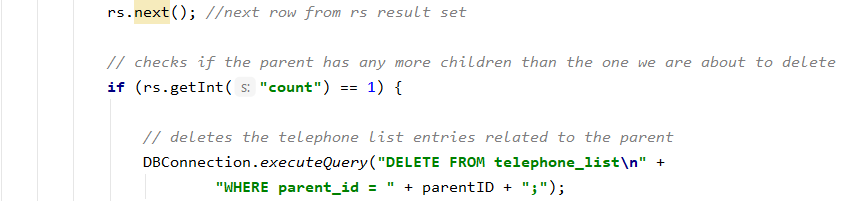 rs.next(); //next row from rs result set
// checks if the parent has any more children than the one we are about to delete
if (rs.getInt( s: "count") == 1) {
// deletes the telephone list entries related to the parent
DBConnection.executeQuery("DELETE FROM telephone_list\n" +
"WHERE parent_id = " + parentID + ";");